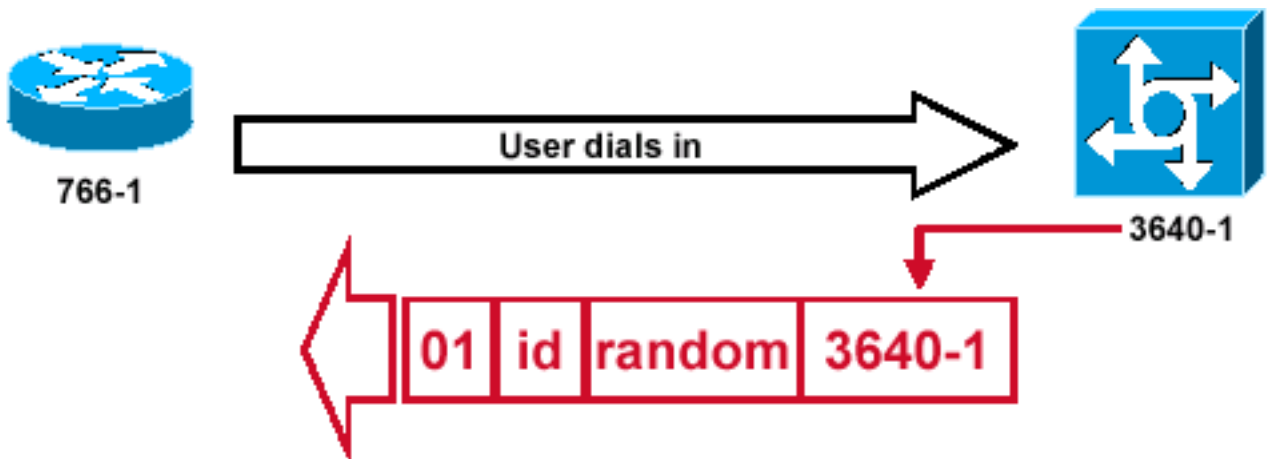 User dials in
766-1
3640-1
01 id random 3640-1